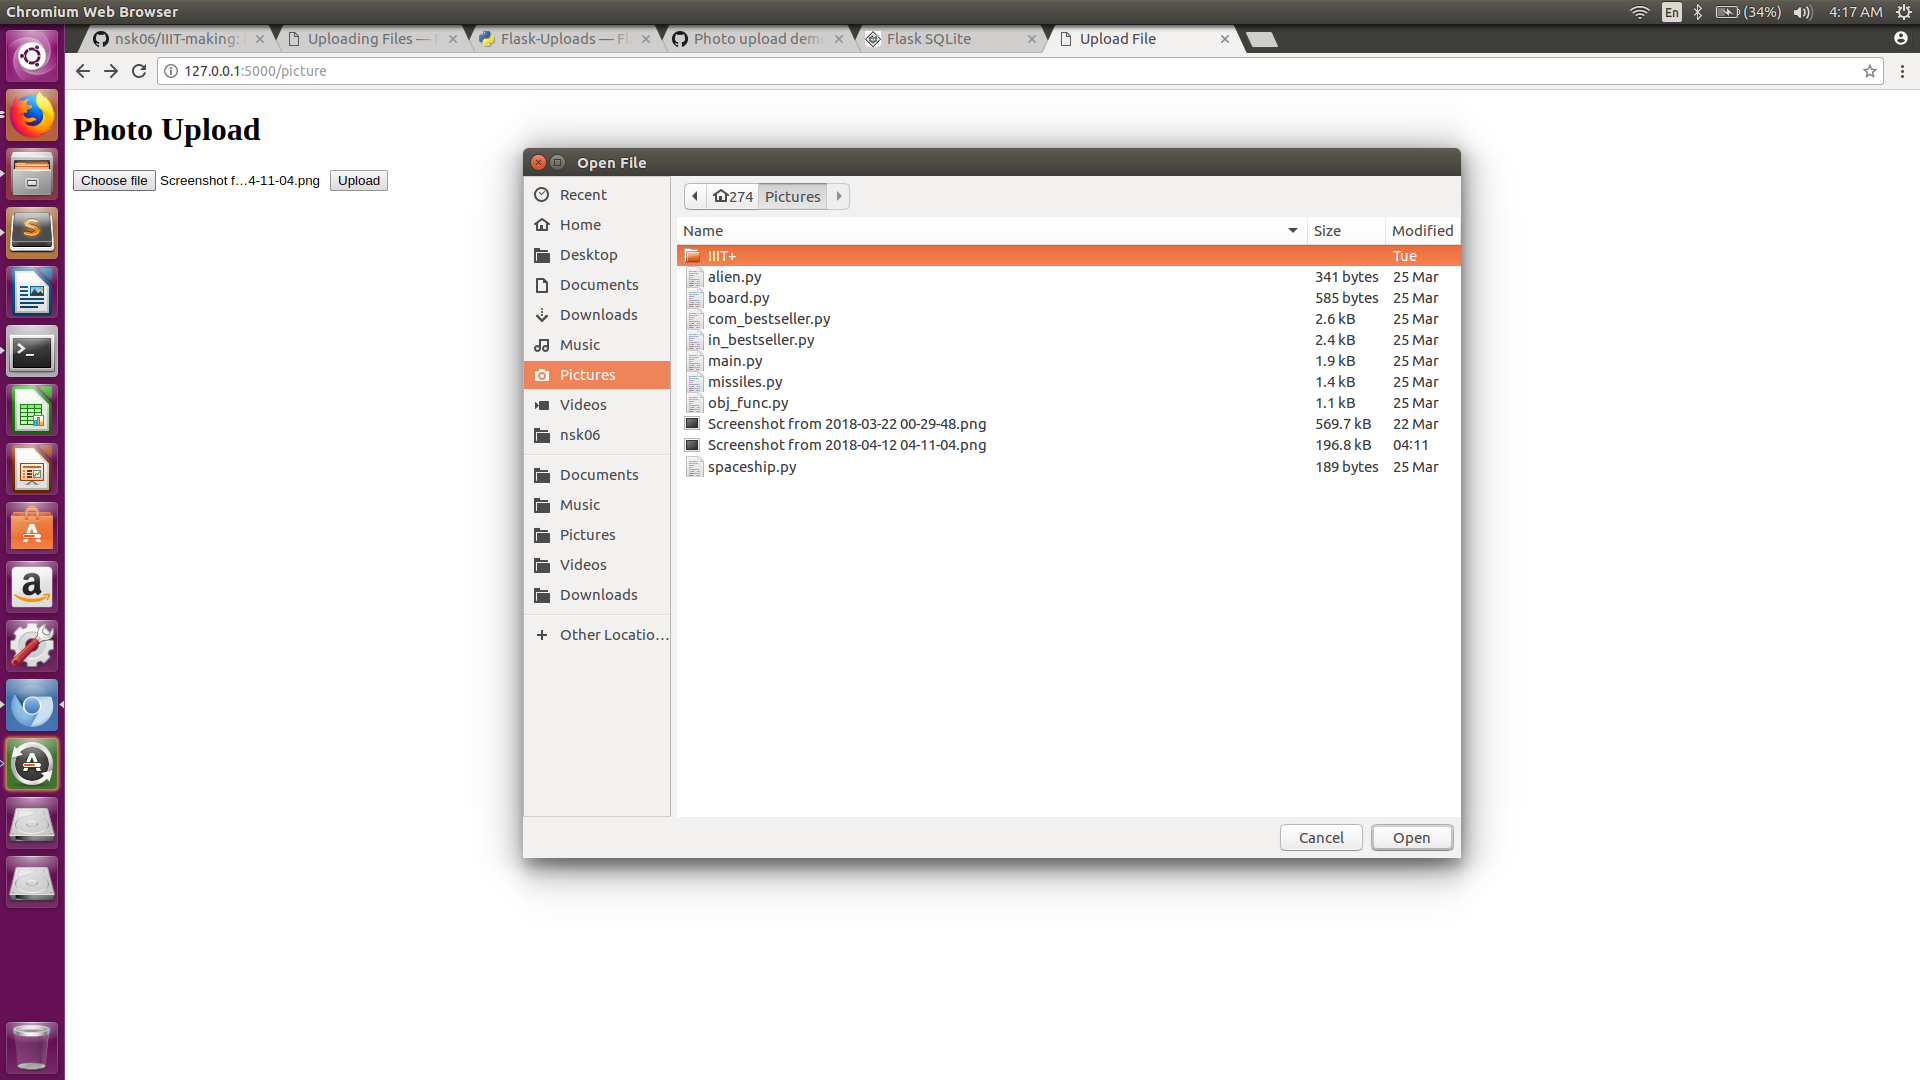 Chromium Web Browser
En (34%) 4:17 AM
nsk06/IIIT-making: Uploading Files — Flask-Uploads — Photo upload demo Flask SQLite Upload File
127.0.0.1:5000/picture
Photo Upload
Choose file Screenshot f…4-11-04.png Upload
Open File
Recent
Home
Desktop
Documents
Downloads
Music
Pictures
Videos
nsk06
Documents
Music
Pictures
Videos
Downloads
Other Locatio…
274 Pictures
Name Size Modified
IIIT+ Tue
alien.py 341 bytes 25 Mar
board.py 585 bytes 25 Mar
com_bestseller.py 2.6 kB 25 Mar
in_bestseller.py 2.4 kB 25 Mar
main.py 1.9 kB 25 Mar
missiles.py 1.4 kB 25 Mar
obj_func.py 1.1 kB 25 Mar
Screenshot from 2018-03-22 00-29-48.png 569.7 kB 22 Mar
Screenshot from 2018-04-12 04-11-04.png 196.8 kB 04:11
spaceship.py 189 bytes 25 Mar
Cancel Open